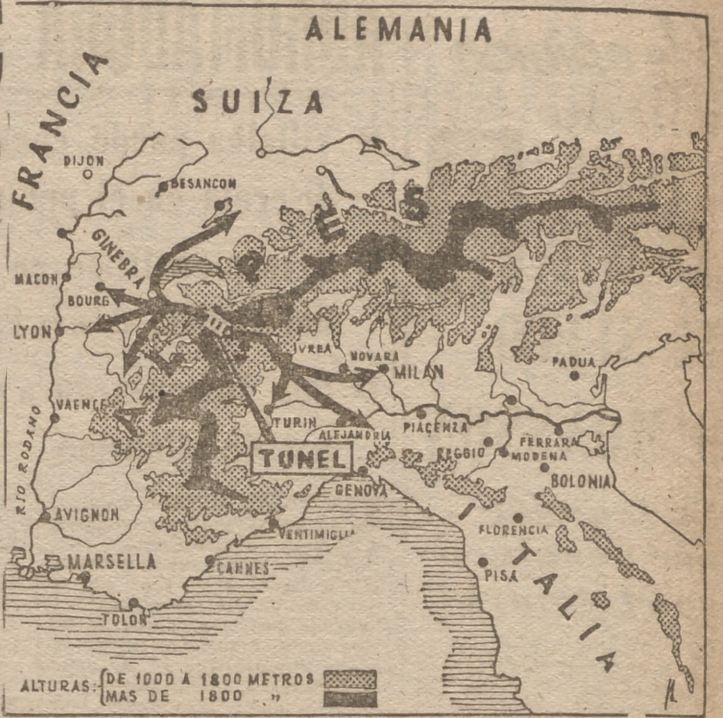 ALEMANIA
FRANCIA
SUIZA
DIJON
BESANCON
ALPES
GINEBRA
MACON
BOURG
LYON
IVREA
NOVARA
MILAN
PADUA
VAENCE
TURIN
ALEJANDRIA
PIACENZA
FERRARA
REGGIO
MODENA
TUNEL
BOLONIA
GENOVA
RIO RODANO
AVIGNON
VENTIMIGLIA
FLORENCIA
ITALIA
MARSELLA
CANNES
PISA
TOLON
ALTURAS: DE 1000 A 1800 METROS
MAS DE 1800 "